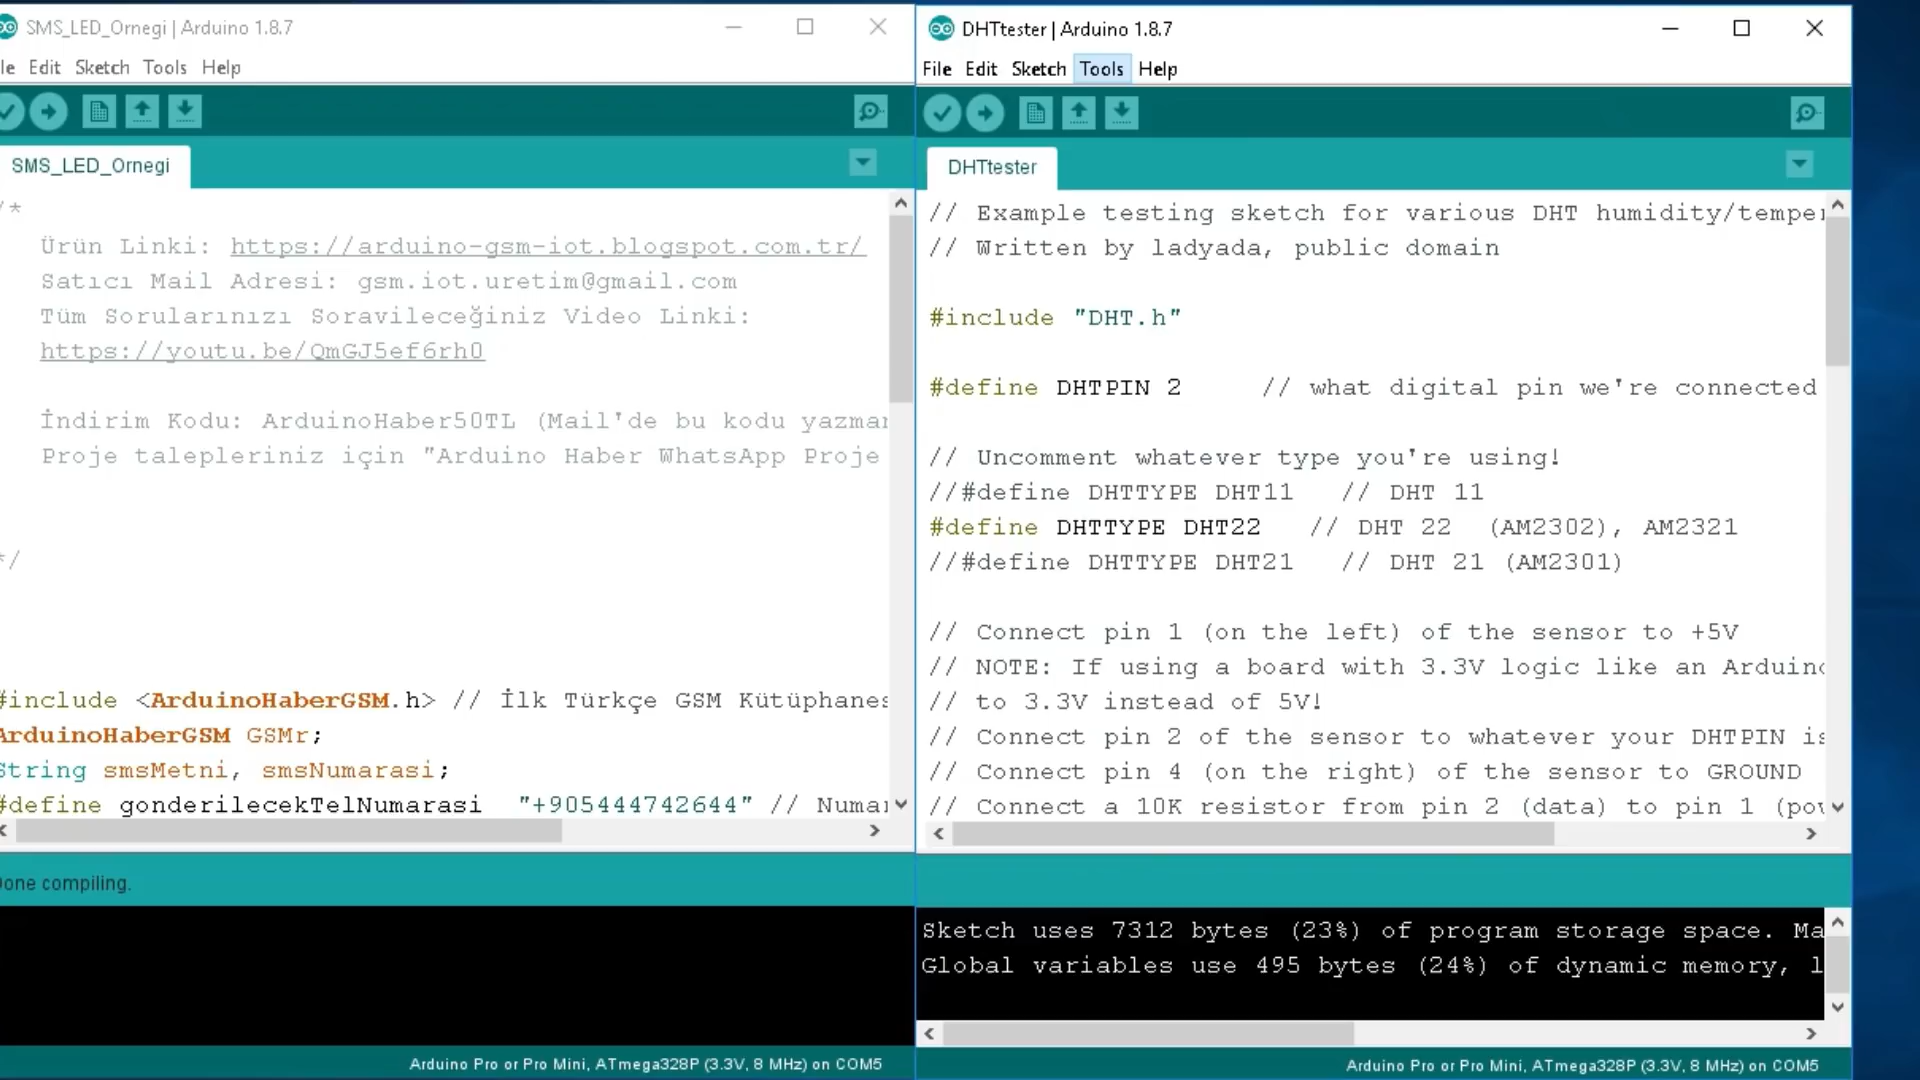 SMS_LED_Ornegi | Arduino 1.8.7
Edit Sketch Tools Help
SMS_LED_Ornegi
/*
Ürün Linki: https://arduino-gsm-iot.blogspot.com.tr/
Satıcı Mail Adresi: gsm.iot.uretim@gmail.com
Tüm Sorularınızı Soravileceğiniz Video Linki:
https://youtu.be/QmGJ5ef6rh0
İndirim Kodu: ArduinoHaber50TL (Mail'de bu kodu
Proje talepleriniz için "Arduino Haber WhatsApp Proje
*/
#include <ArduinoHaberGSM.h> // İlk Türkçe GSM
ArduinoHaberGSM GSMr;
String smsMetni, smsNumarasi;
#define gonderilecekTelNumarasi "+905444742644" //
Done compiling.
Arduino Pro or Pro Mini, ATmega328P (3.3V, 8 MHz) on COM5
DHTtester | Arduino 1.8.7
File Edit Sketch Tools Help
DHTtester
// Example testing sketch for various DHT
// Written by ladyada, public domain
#include "DHT.h"
#define DHTPIN 2 // what digital pin we're connected
// Uncomment whatever type you're using!
//#define DHTTYPE DHT11 // DHT 11
#define DHTTYPE DHT22 // DHT 22 (AM2302), AM2321
//#define DHTTYPE DHT21 // DHT 21 (AM2301)
// Connect pin 1 (on the left) of the sensor to +5V
// NOTE: If using a board with 3.3V logic like an
// to 3.3V instead of 5V!
// Connect pin 2 of the sensor to whatever your DHTPIN is
// Connect pin 4 (on the right) of the sensor to GROUND
// Connect a 10K resistor from pin 2 (data) to pin 1
Sketch uses 7312 bytes (23%) of program storage space.
Global variables use 495 bytes (24%) of dynamic memory,
Arduino Pro or Pro Mini, ATmega328P (3.3V, 8 MHz) on COM5